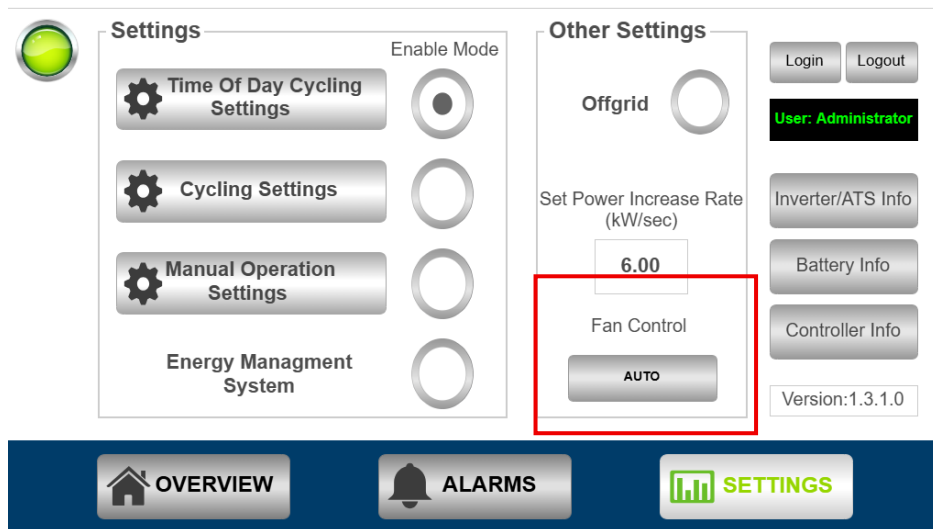 Settings
Enable Mode
Time Of Day Cycling
Settings
Cycling Settings
Manual Operation
Settings
Energy Managment
System
Other Settings
Offgrid
Set Power Increase Rate
(kW/sec)
6.00
Fan Control
AUTO
Login
Logout
User: Administrator
Inverter/ATS Info
Battery Info
Controller Info
Version:1.3.1.0
OVERVIEW
ALARMS
SETTINGS